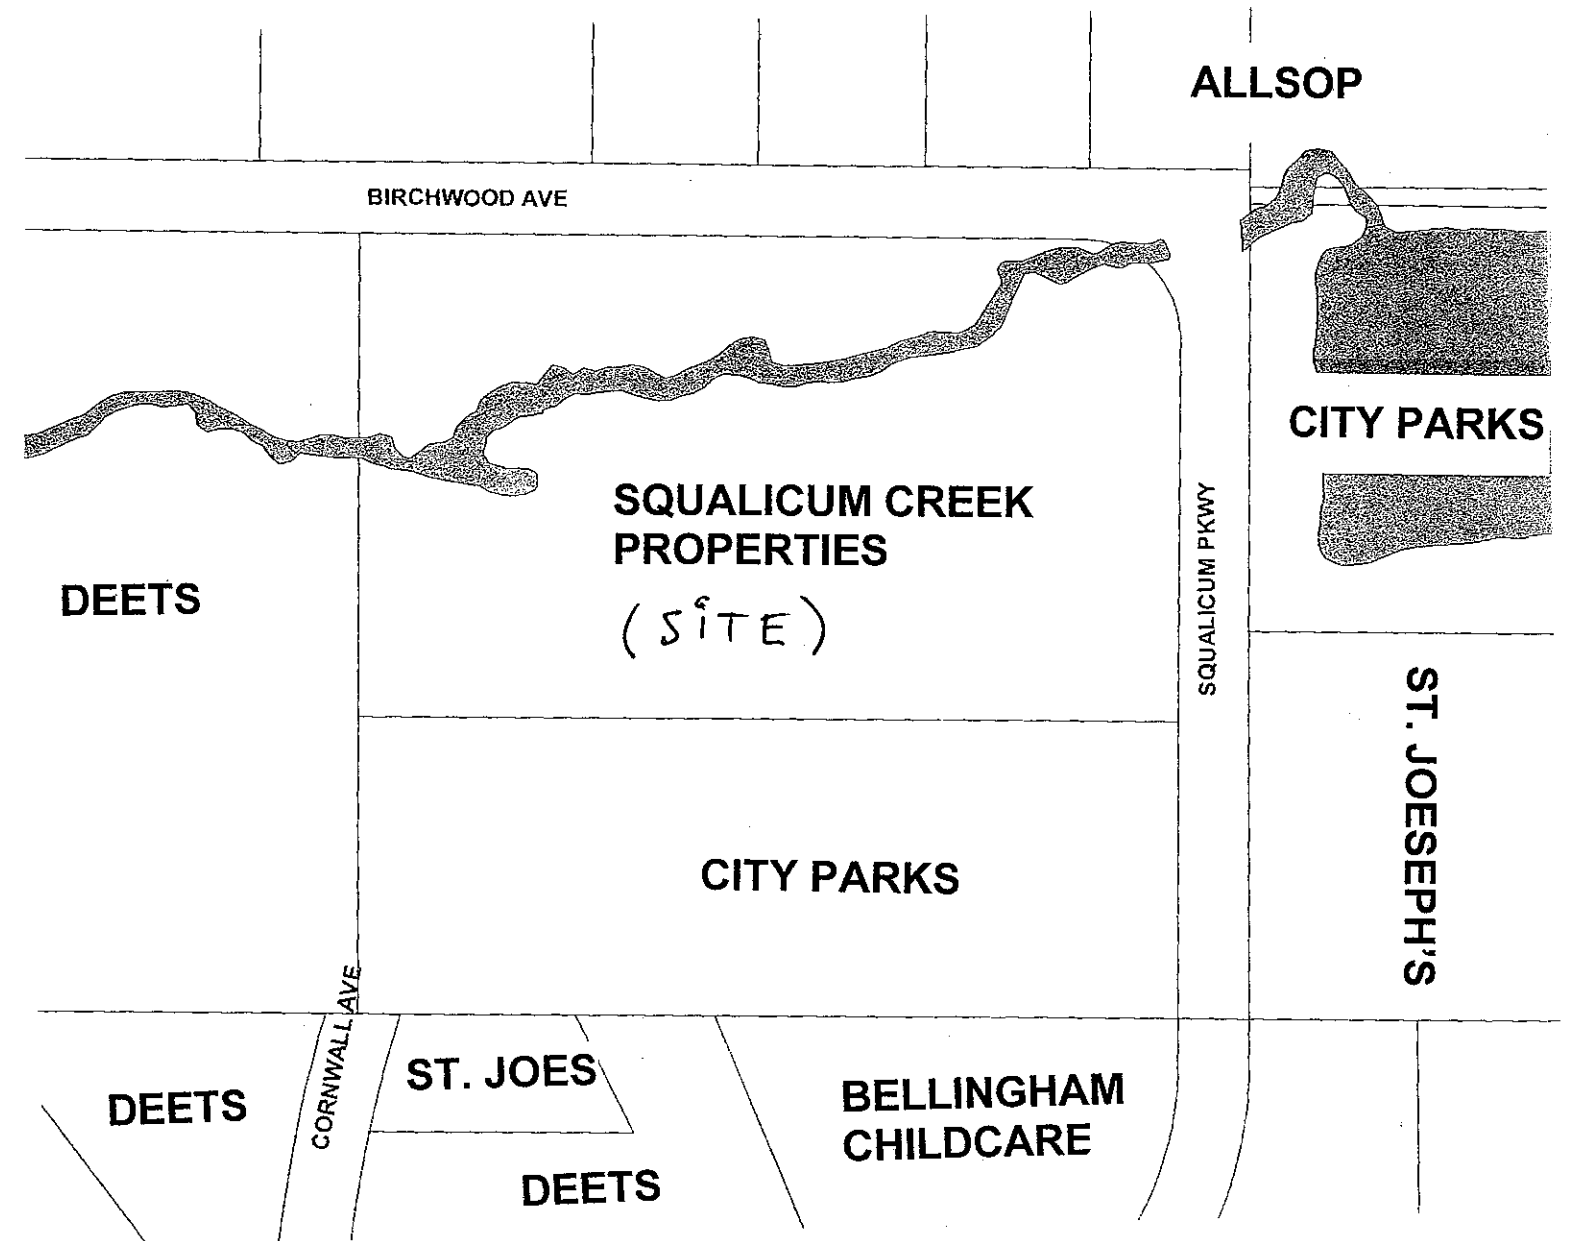 ALLSOP
BIRCHWOOD AVE
CITY PARKS
SQUALICUM CREEK
PROPERTIES
(SiTE)
DEETS
SQUALICUM PKWY
ST. JOESEPH'S
CITY PARKS
CORNWALL AVE
ST. JOES
DEETS
BELLINGHAM
CHILDCARE
DEETS